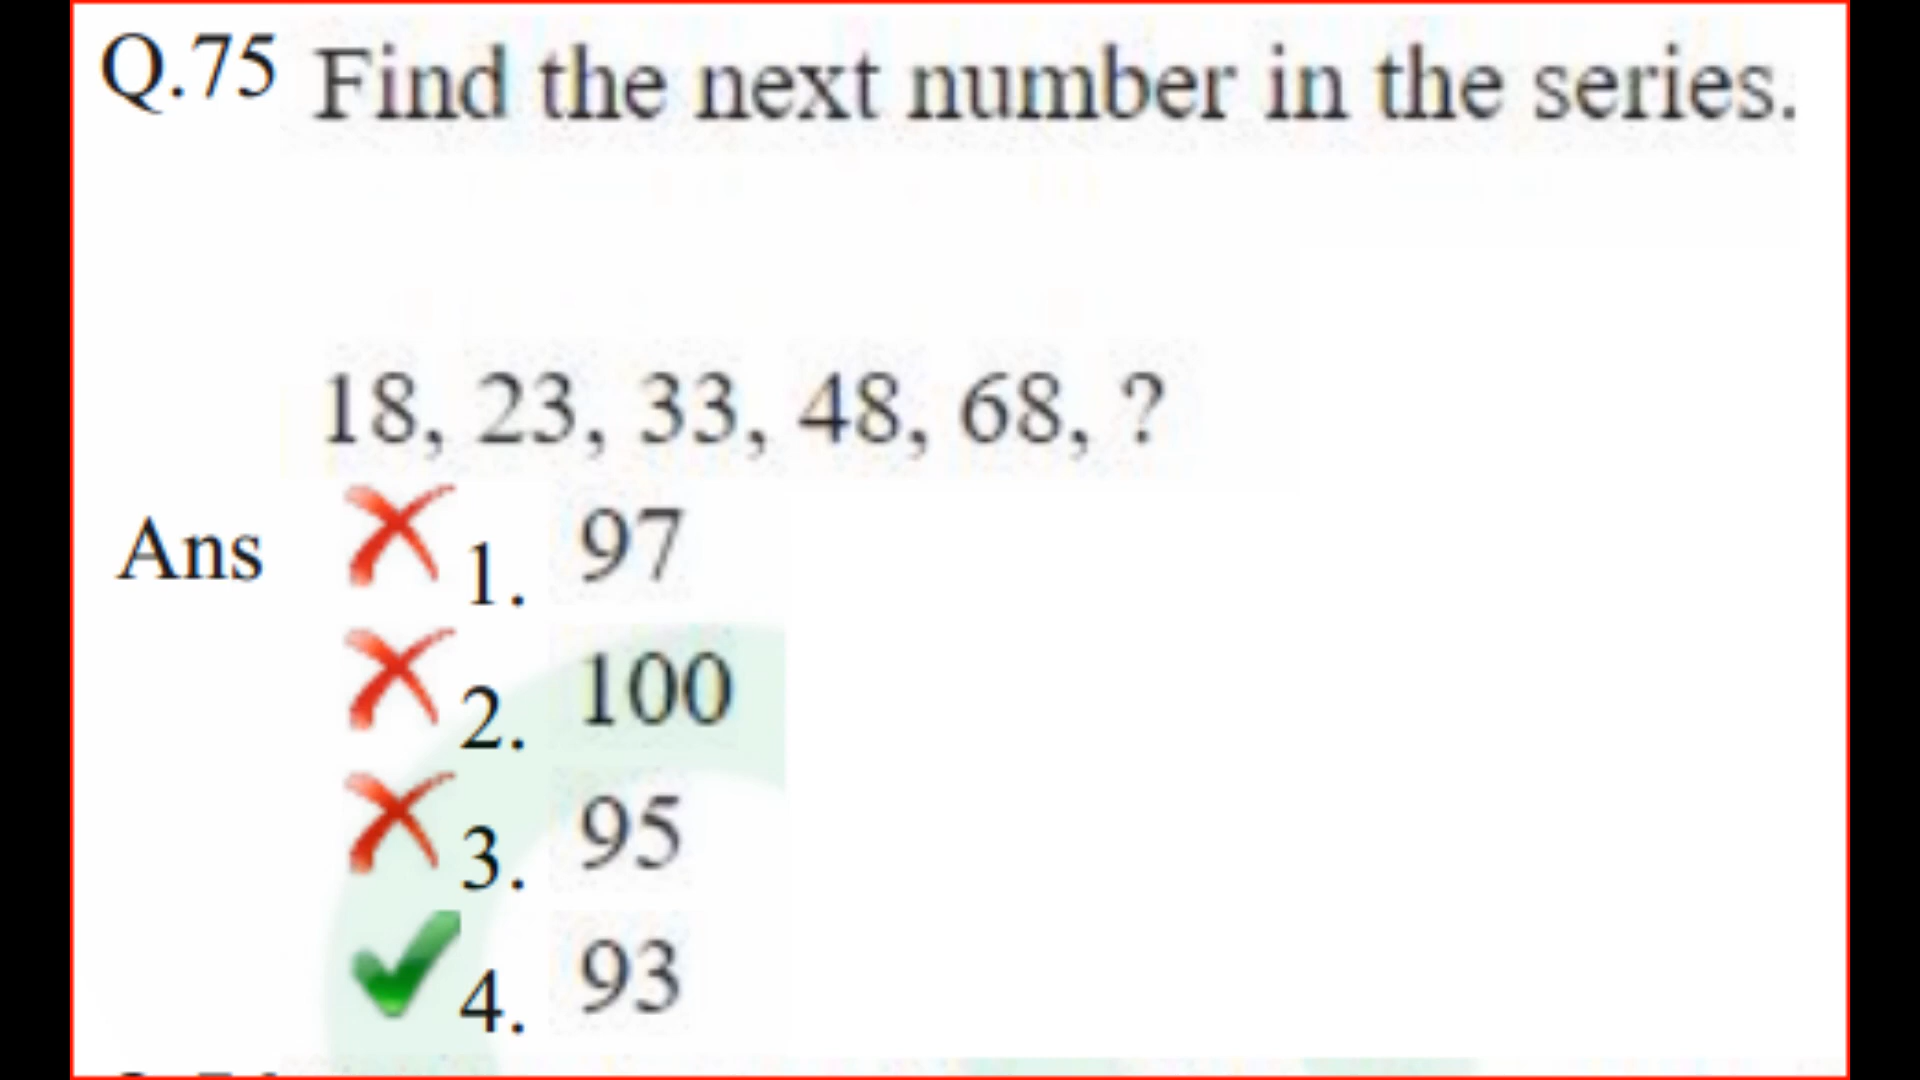 Q.75 Find the next number in the series.
18, 23, 33, 48, 68, ?
Ans 1. 97
2. 100
3. 95
4. 93